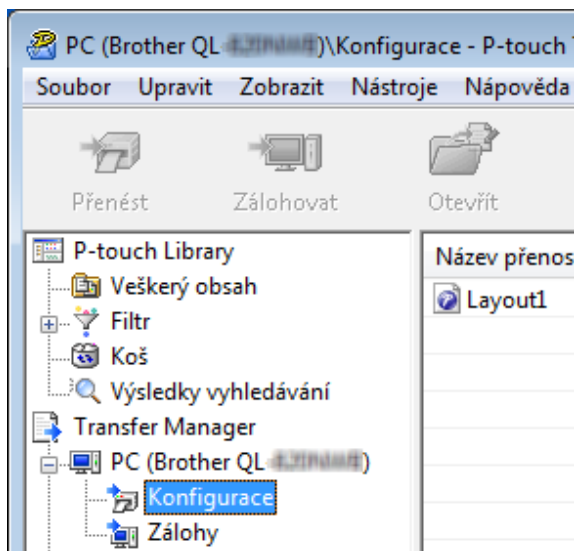 PC (Brother QL )\Konfigurace - P-touch
Soubor Upravit Zobrazit Nástroje Nápověda
Přenést Zálohovat Otevřít
P-touch Library
Veškerý obsah
Filtr
Koš
Výsledky vyhledávání
Transfer Manager
PC (Brother QL )
Konfigurace
Zálohy
Název přenos
Layout1